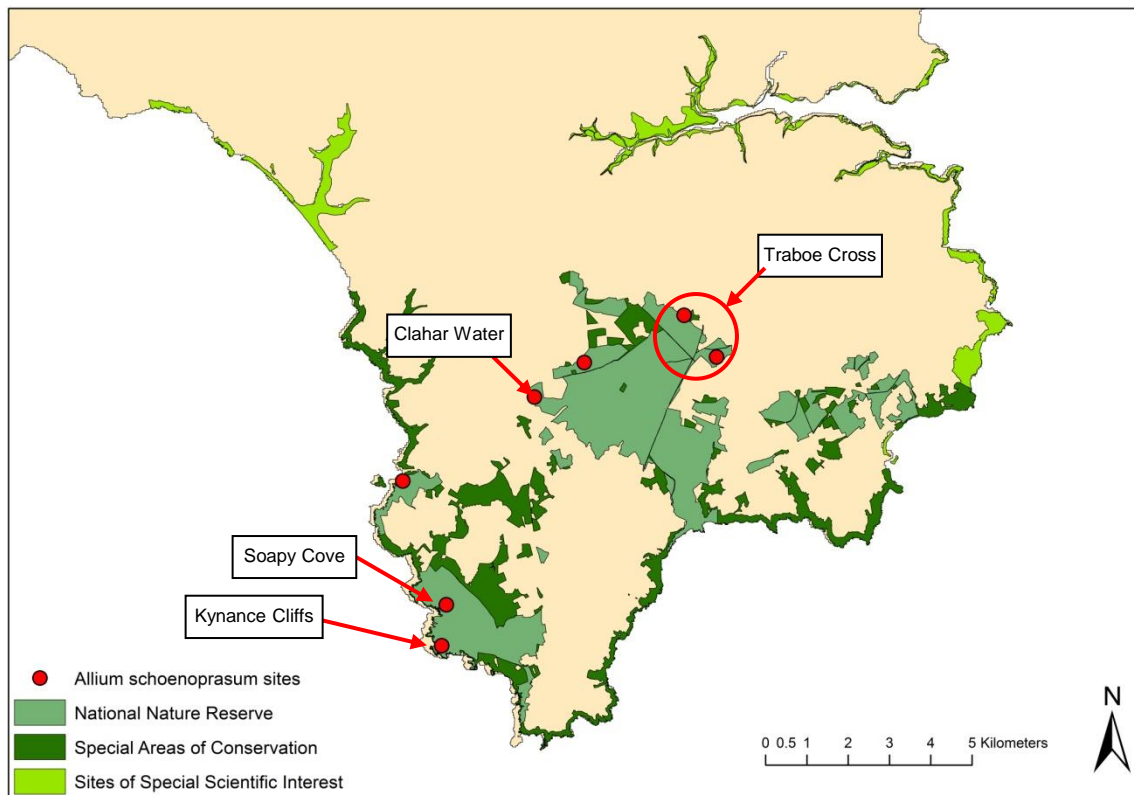 Traboe Cross
Clahar Water
Soapy Cove
Kynance Cliffs
Allium schoenoprasum sites
National Nature Reserve
Special Areas of Conservation
Sites of Special Scientific Interest
0 0.5 1 2 3 4 5 Kilometers
N